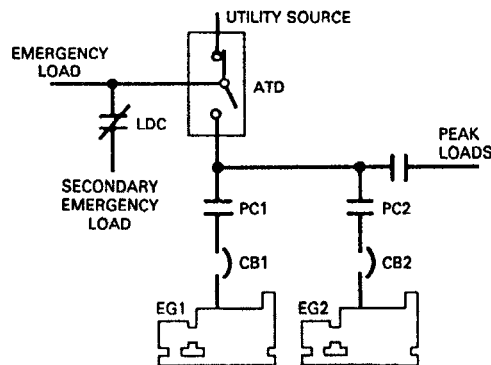 UTILITY SOURCE
EMERGENCY
LOAD
ATD
LDC
PEAK
LOADS
SECONDARY
EMERGENCY
LOAD
PC1
PC2
CB1
CB2
EG1
EG2